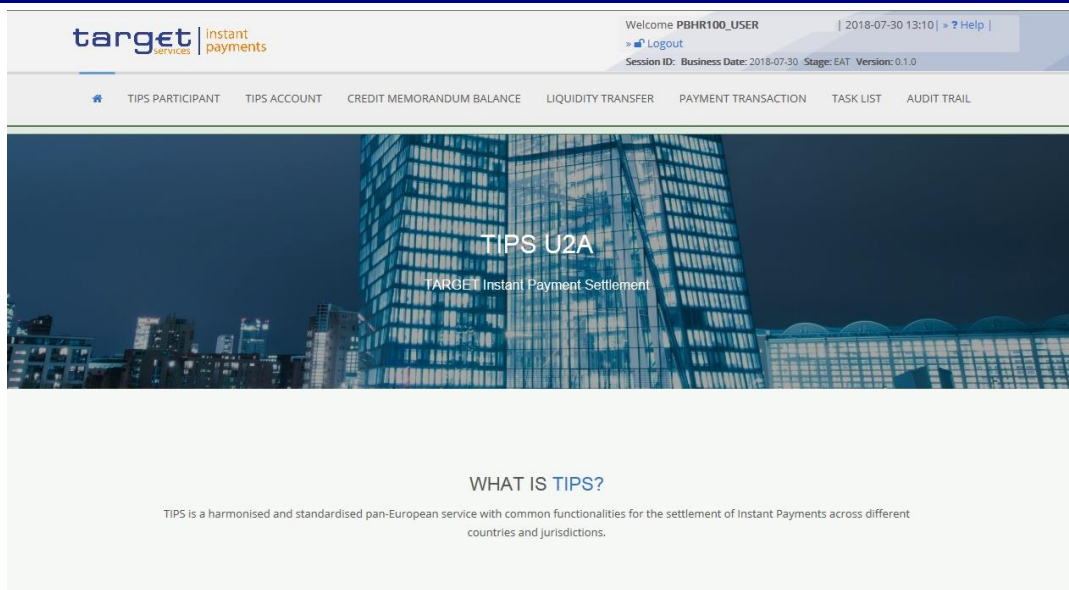 target | instant payments
services
Welcome PBHR100_USER | 2018-07-30 13:10 | » ? Help |
» Logout
Session ID: Business Date: 2018-07-30 Stage: EAT Version: 0.1.0
TIPS PARTICIPANT TIPS ACCOUNT CREDIT MEMORANDUM BALANCE LIQUIDITY TRANSFER PAYMENT TRANSACTION TASK LIST AUDIT TRAIL
TIPS U2A
TARGET Instant Payment Settlement
WHAT IS TIPS?
TIPS is a harmonised and standardised pan-European service with common functionalities for the settlement of Instant Payments across different
countries and jurisdictions.